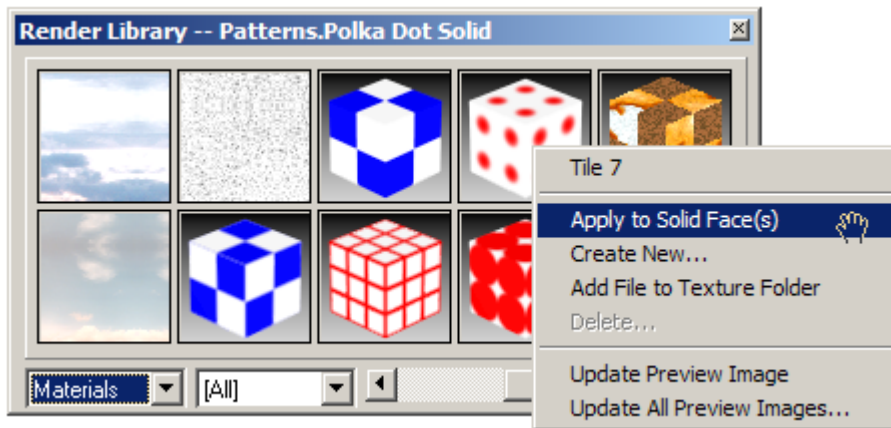 Render Library -- Patterns.Polka Dot Solid
Tile 7
Apply to Solid Face(s)
Create New...
Add File to Texture Folder
Delete...
Update Preview Image
Update All Preview Images...
Materials
[All]